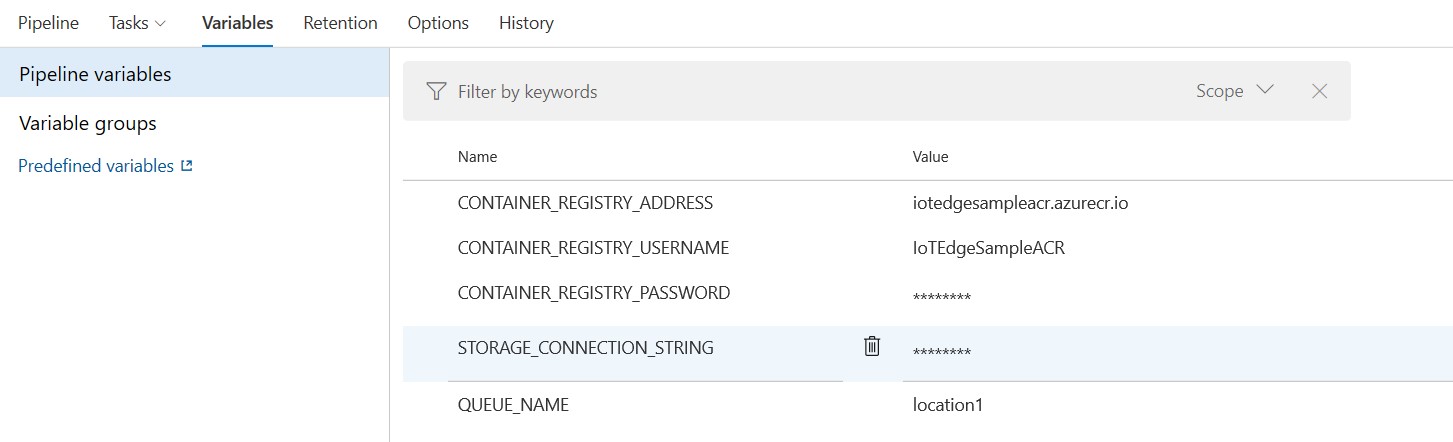 Pipeline Tasks Variables Retention Options History
Pipeline variables
Variable groups
Predefined variables
Filter by keywords Scope
Name Value
CONTAINER_REGISTRY_ADDRESS iotedgesampleacr.azurecr.io
CONTAINER_REGISTRY_USERNAME IoTEdgeSampleACR
CONTAINER_REGISTRY_PASSWORD ********
STORAGE_CONNECTION_STRING ********
QUEUE_NAME location1